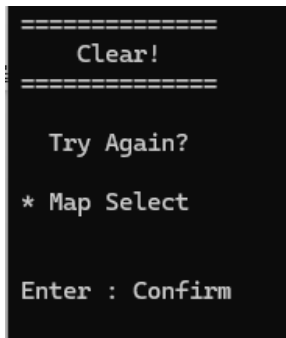 ==============
Clear!
==============
Try Again?
* Map Select
Enter : Confirm